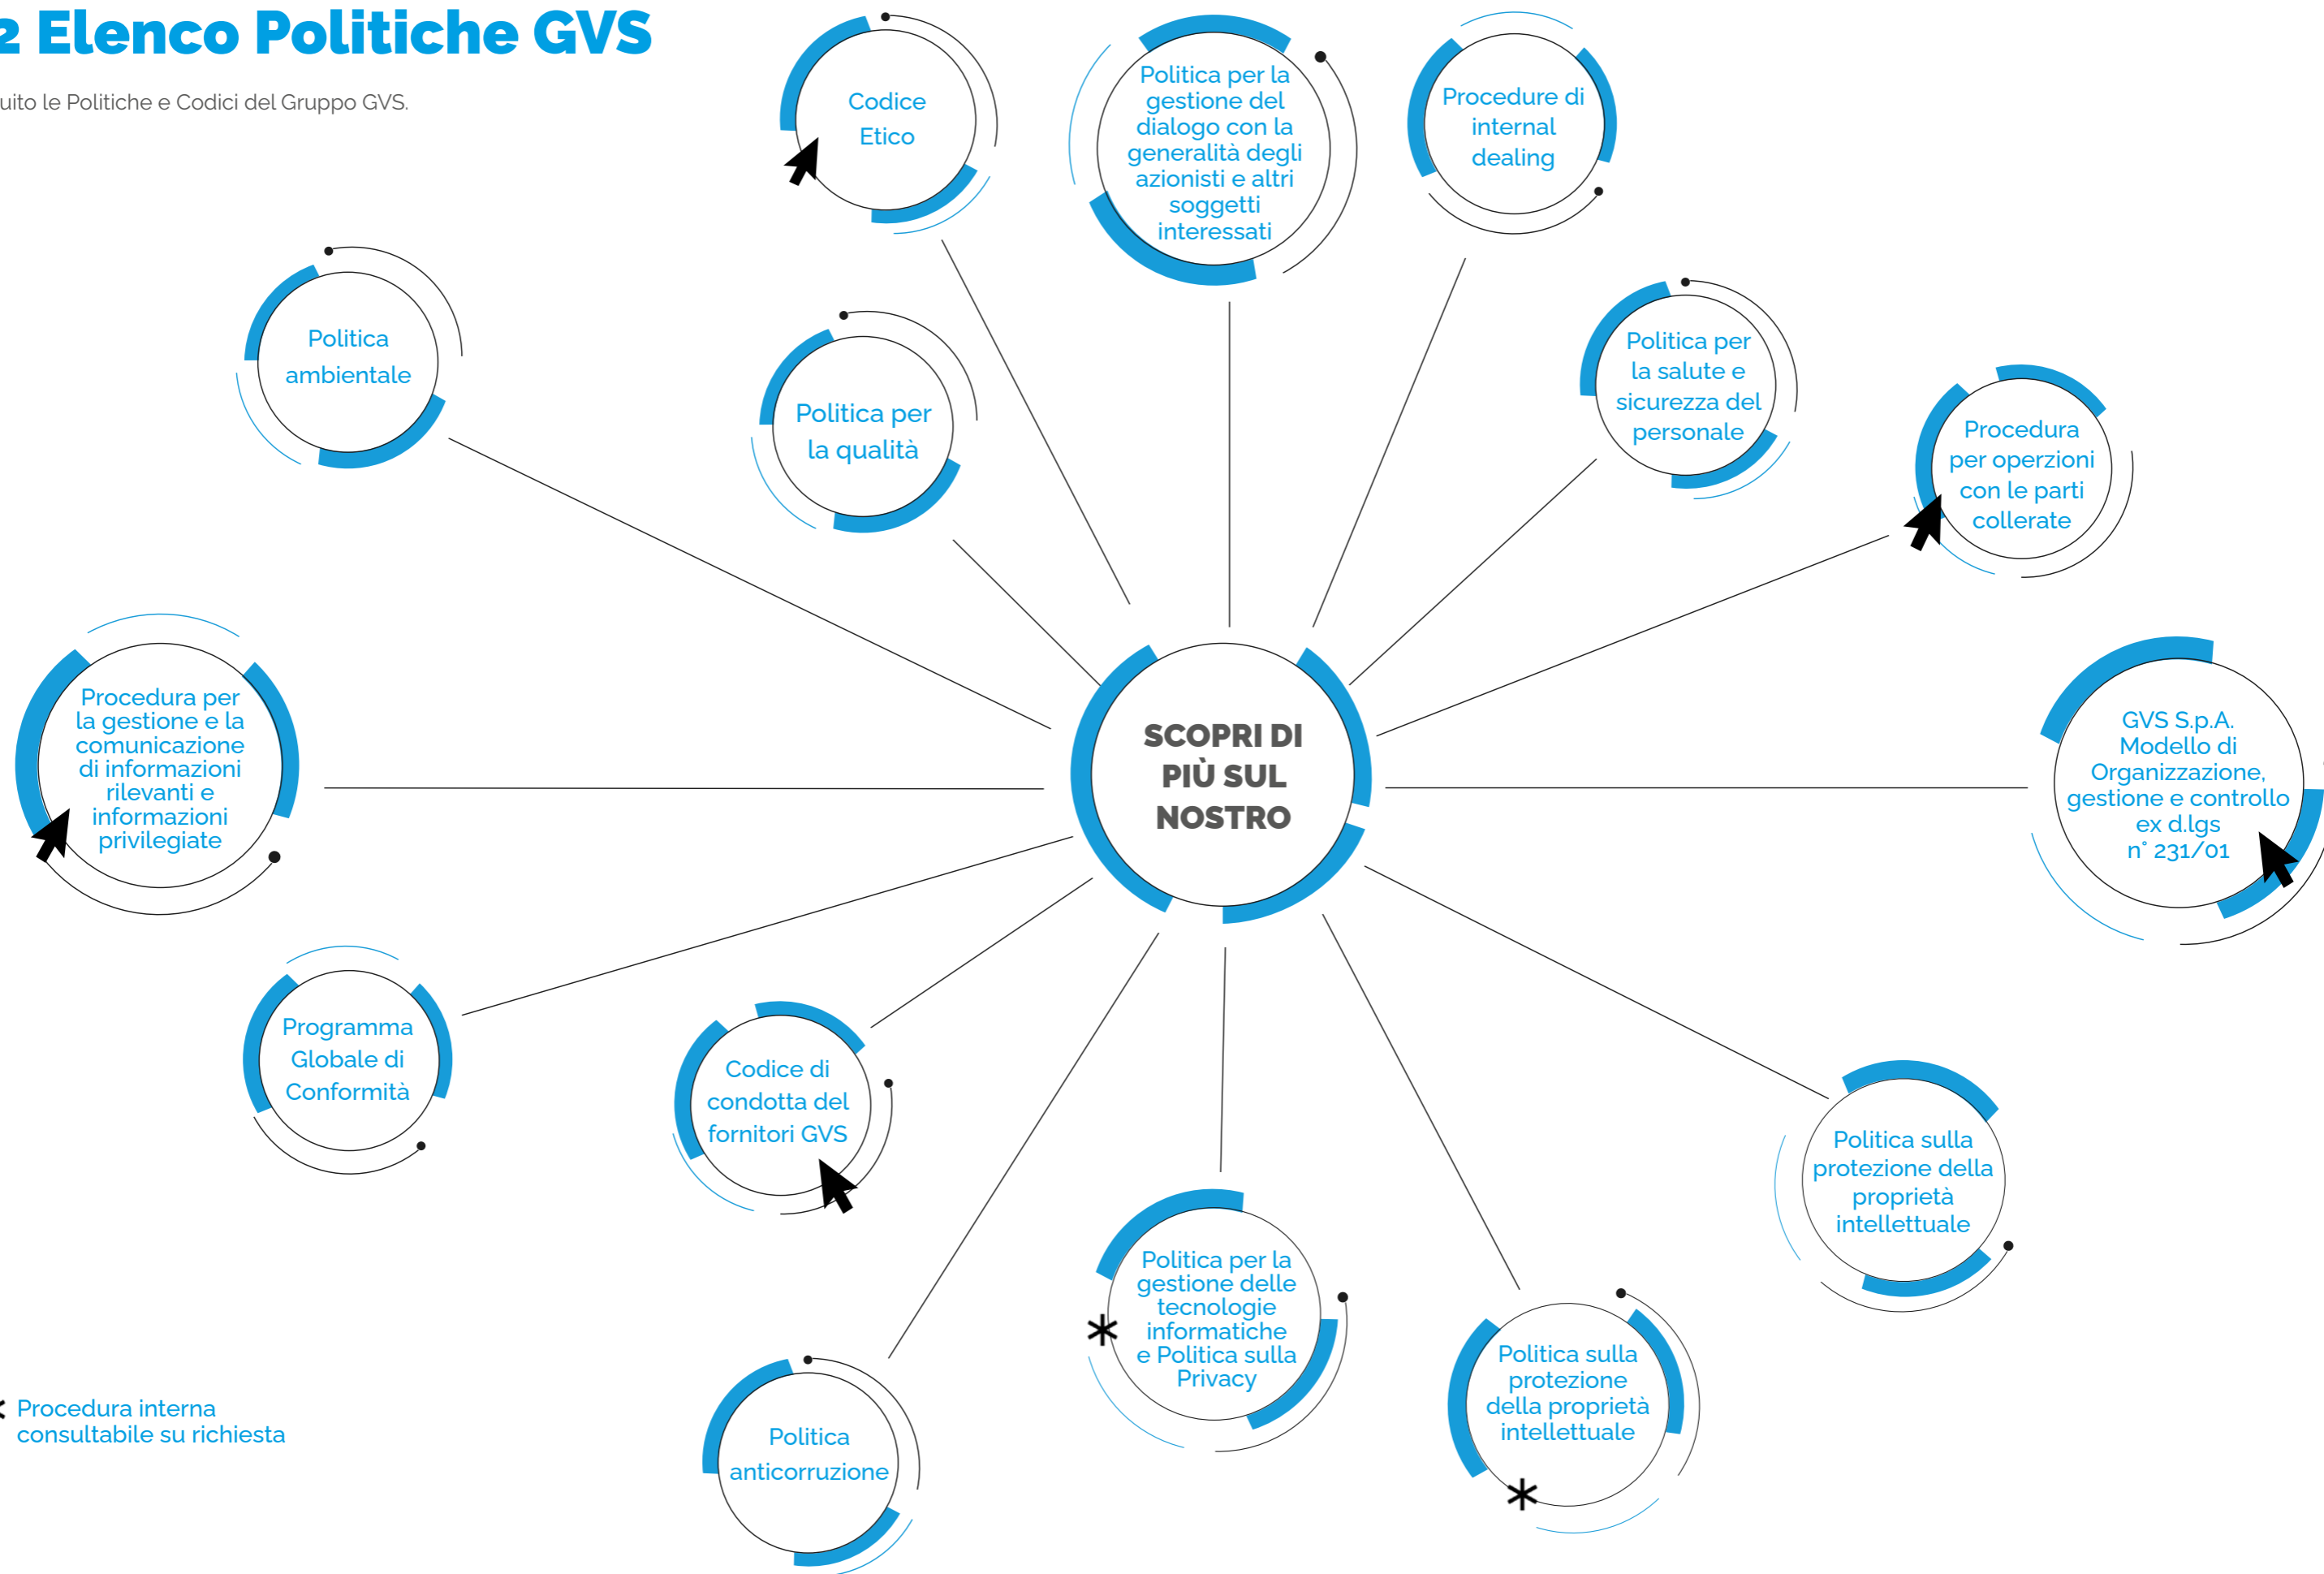 2 Elenco Politiche GVS
uito le Politiche e Codici del Gruppo GVS.
Codice
Etico
Politica per la
gestione del
dialogo con la
generalità degli
azionisti e altri
soggetti
interessati
Procedure di
internal
dealing
Politica
ambientale
Politica per
la qualità
Politica per
la salute e
sicurezza del
personale
Procedura
per operzioni
con le parti
collerate
Procedura per
la gestione e la
comunicazione
di informazioni
rilevanti e
informazioni
privilegiate
SCOPRI DI
PIÙ SUL
NOSTRO
GVS S.p.A.
Modello di
Organizzazione,
gestione e controllo
ex d.lgs
n° 231/01
Programma
Globale di
Conformità
Codice di
condotta del
fornitori GVS
Politica sulla
protezione della
proprietà
intellettuale
Politica per la
gestione delle
tecnologie
informatiche
e Politica sulla
Privacy
*
Politica sulla
protezione
della proprietà
intellettuale
*
Politica
anticorruzione
* Procedura interna
consultabile su richiesta